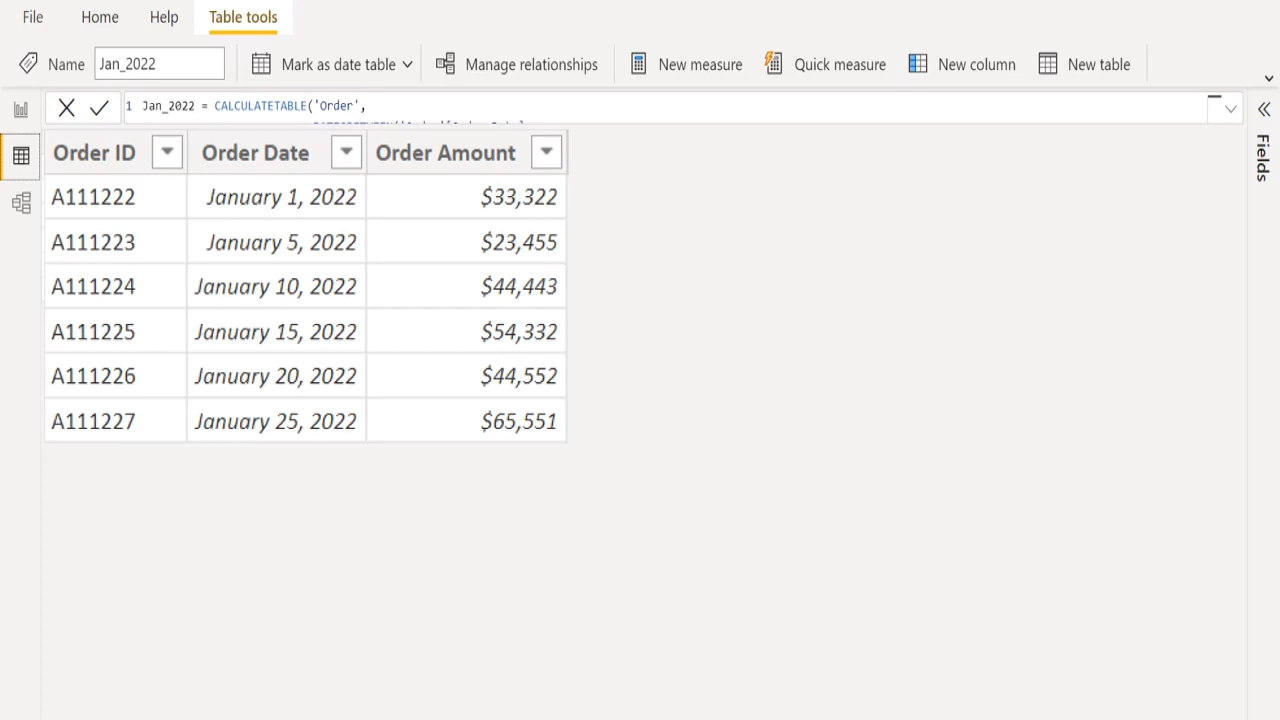 File Home Help Table tools
Name Jan_2022 Mark as date table Manage relationships New measure Quick measure New column New table
1 Jan_2022 = CALCULATETABLE('Order',
Order ID Order Date Order Amount
A111222 January 1, 2022 $33,322
A111223 January 5, 2022 $23,455
A111224 January 10, 2022 $44,443
A111225 January 15, 2022 $54,332
A111226 January 20, 2022 $44,552
A111227 January 25, 2022 $65,551
Fields